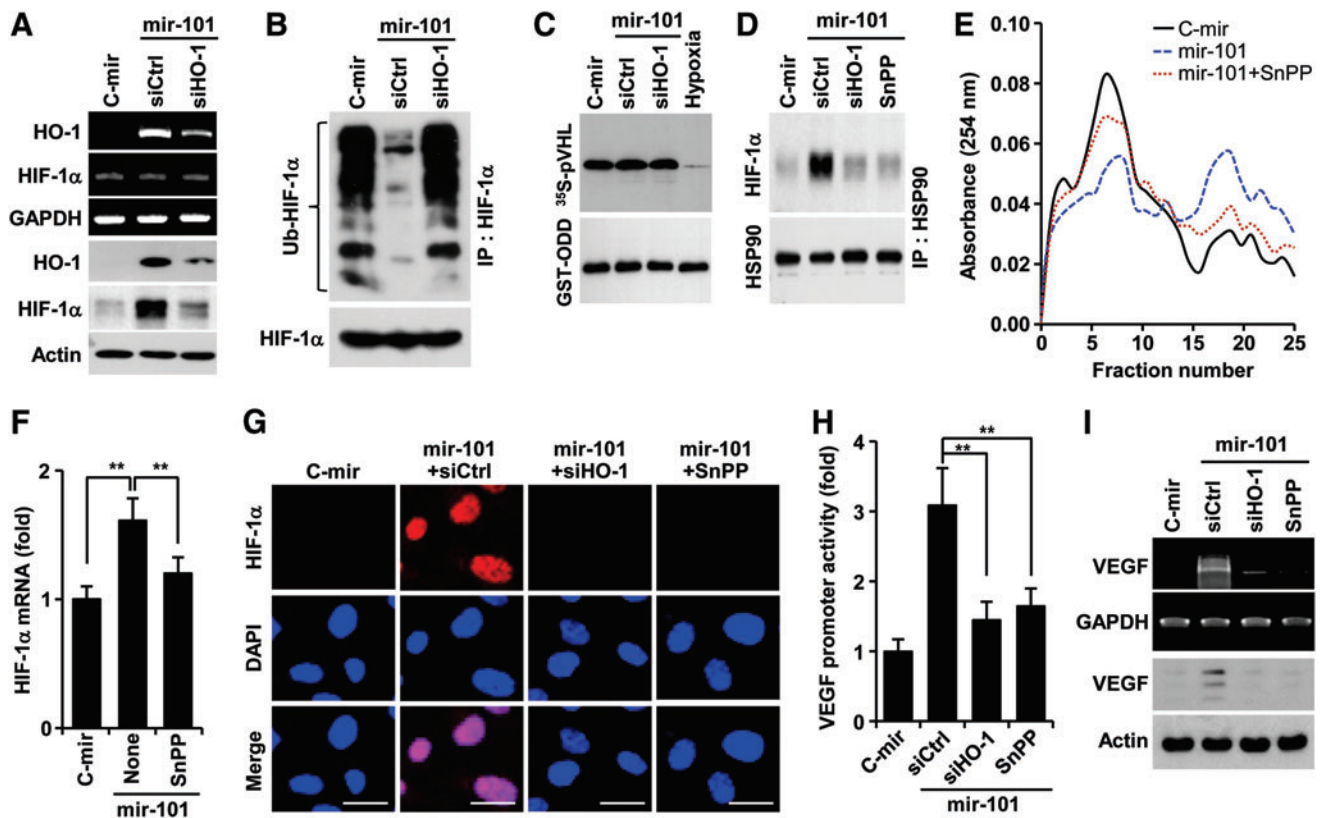 A
mir-101
C-mir
siCtrl
siHO-1
HO-1
HIF-1α
GAPDH
HO-1
HIF-1α
Actin
B
mir-101
C-mir
siCtrl
siHO-1
Ub-HIF-1α
IP : HIF-1α
HIF-1α
C
mir-101
C-mir
siCtrl
siHO-1
Hypoxia
³⁵S-pVHL
GST-ODD
D
mir-101
C-mir
siCtrl
siHO-1
SnPP
HIF-1α
HSP90
IP : HSP90
E
C-mir
mir-101
mir-101+SnPP
Absorbance (254 nm)
0.10
0.08
0.06
0.04
0.02
0.00
0 5 10 15 20 25
Fraction number
F
HIF-1α mRNA (fold)
2
1
0
** **
C-mir
None
SnPP
mir-101
G
C-mir
mir-101
+siCtrl
mir-101
+siHO-1
mir-101
+SnPP
HIF-1α
DAPI
Merge
H
VEGF promoter activity (fold)
4
3
2
1
0
**
**
C-mir
siCtrl
siHO-1
SnPP
mir-101
I
mir-101
C-mir
siCtrl
siHO-1
SnPP
VEGF
GAPDH
VEGF
Actin